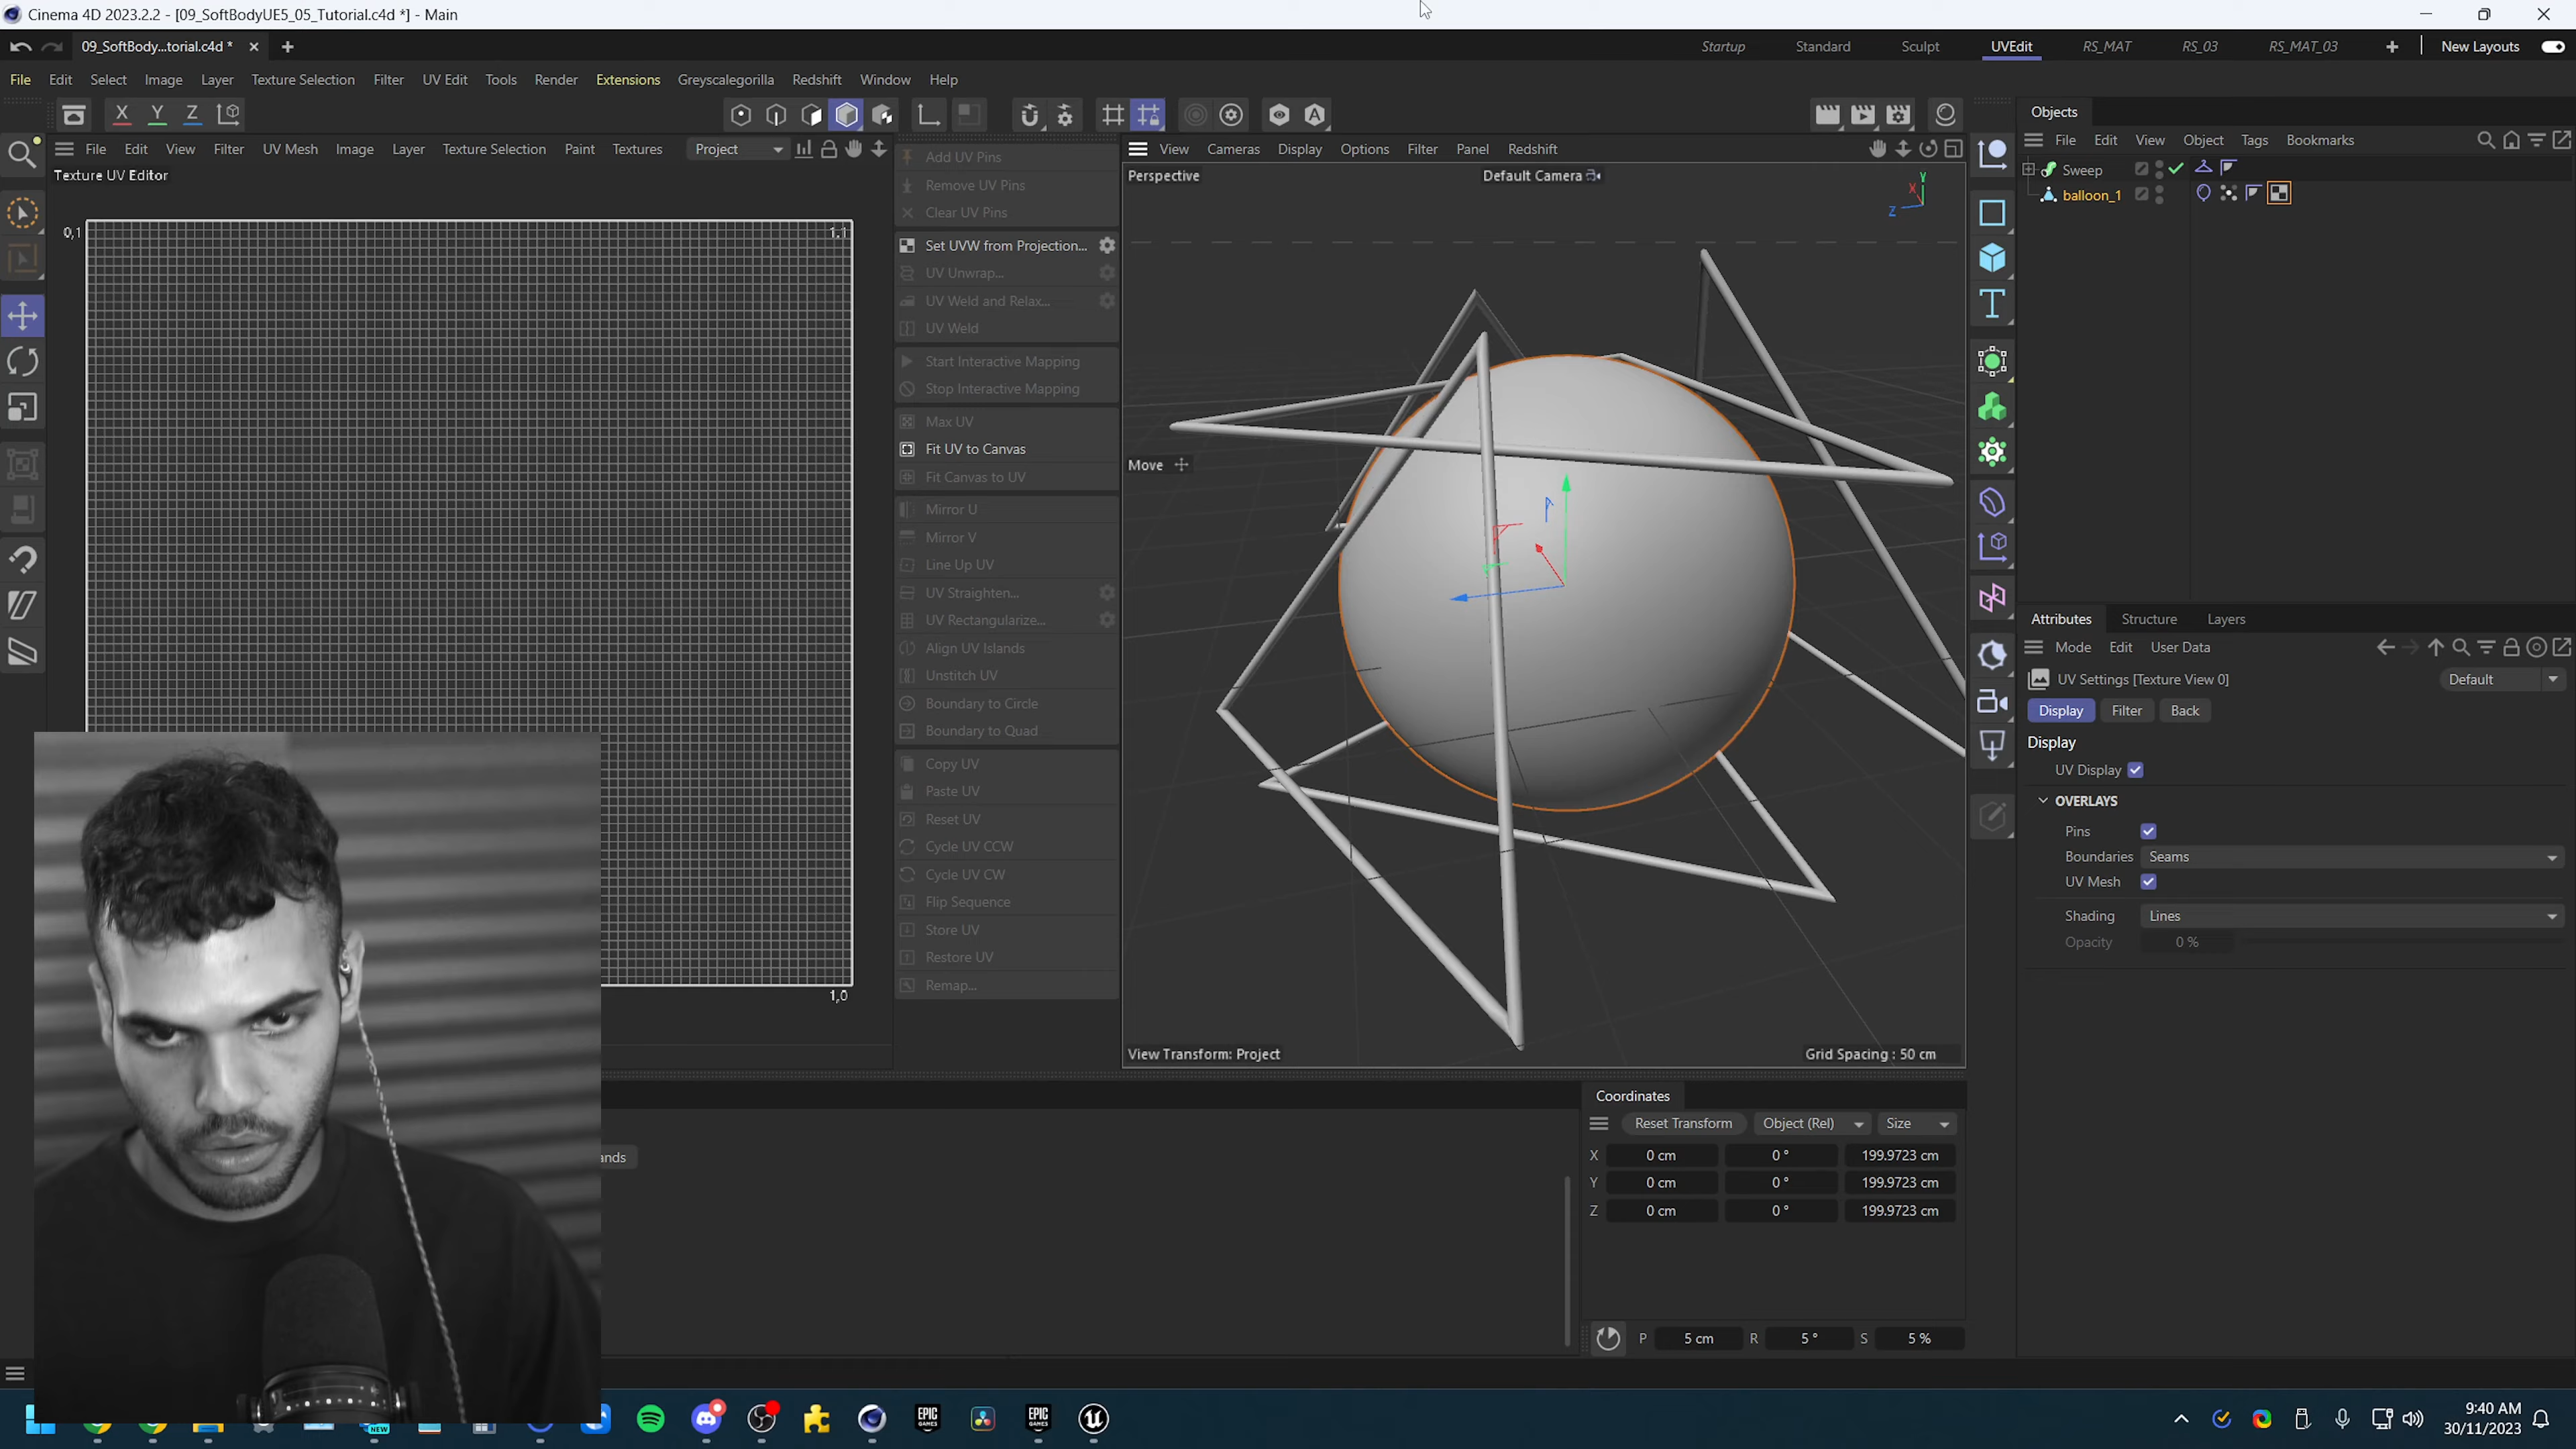 Cinema 4D 2023.2.2 - [09_SoftBodyUE5_05_Tutorial.c4d *] - Main
09_SoftBody...torial.c4d *
Startup Standard Sculpt UVEdit RS_MAT RS_03 RS_MAT_03 New Layouts
File Edit Select Image Layer Texture Selection Filter UV Edit Tools Render Extensions Greyscalegorilla Redshift Window Help
X Y Z
File Edit View Filter UV Mesh Image Layer Texture Selection Paint Textures Project
Texture UV Editor
0,1
1,1
1,0
Add UV Pins
Remove UV Pins
Clear UV Pins
Set UVW from Projection...
UV Unwrap...
UV Weld and Relax...
UV Weld
Start Interactive Mapping
Stop Interactive Mapping
Max UV
Fit UV to Canvas
Fit Canvas to UV
Mirror U
Mirror V
Line Up UV
UV Straighten...
UV Rectangularize...
Align UV Islands
Unstitch UV
Boundary to Circle
Boundary to Quad
Copy UV
Paste UV
Reset UV
Cycle UV CCW
Cycle UV CW
Flip Sequence
Store UV
Restore UV
Remap...
View Cameras Display Options Filter Panel Redshift
Perspective
Default Camera
Y
X
Z
Move
View Transform: Project
Grid Spacing : 50 cm
Objects
File Edit View Object Tags Bookmarks
Sweep
balloon_1
Attributes Structure Layers
Mode Edit User Data
UV Settings [Texture View 0]
Default
Display Filter Back
Display
UV Display
OVERLAYS
Pins
Boundaries Seams
UV Mesh
Shading Lines
Opacity 0 %
ands
Coordinates
Reset Transform Object (Rel) Size
X 0 cm 0 ° 199.9723 cm
Y 0 cm 0 ° 199.9723 cm
Z 0 cm 0 ° 199.9723 cm
P 5 cm R 5 ° S 5 %
NEW
EPIC GAMES
EPIC GAMES
9:40 AM
30/11/2023